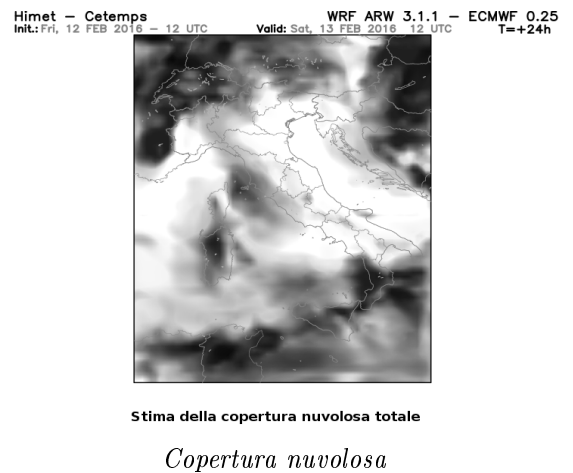 Himet – Cetemps WRF ARW 3.1.1 – ECMWF 0.25
Init.: Fri, 12 FEB 2016 – 12 UTC Valid: Sat, 13 FEB 2016 12 UTC T=+24h
Stima della copertura nuvolosa totale
Copertura nuvolosa